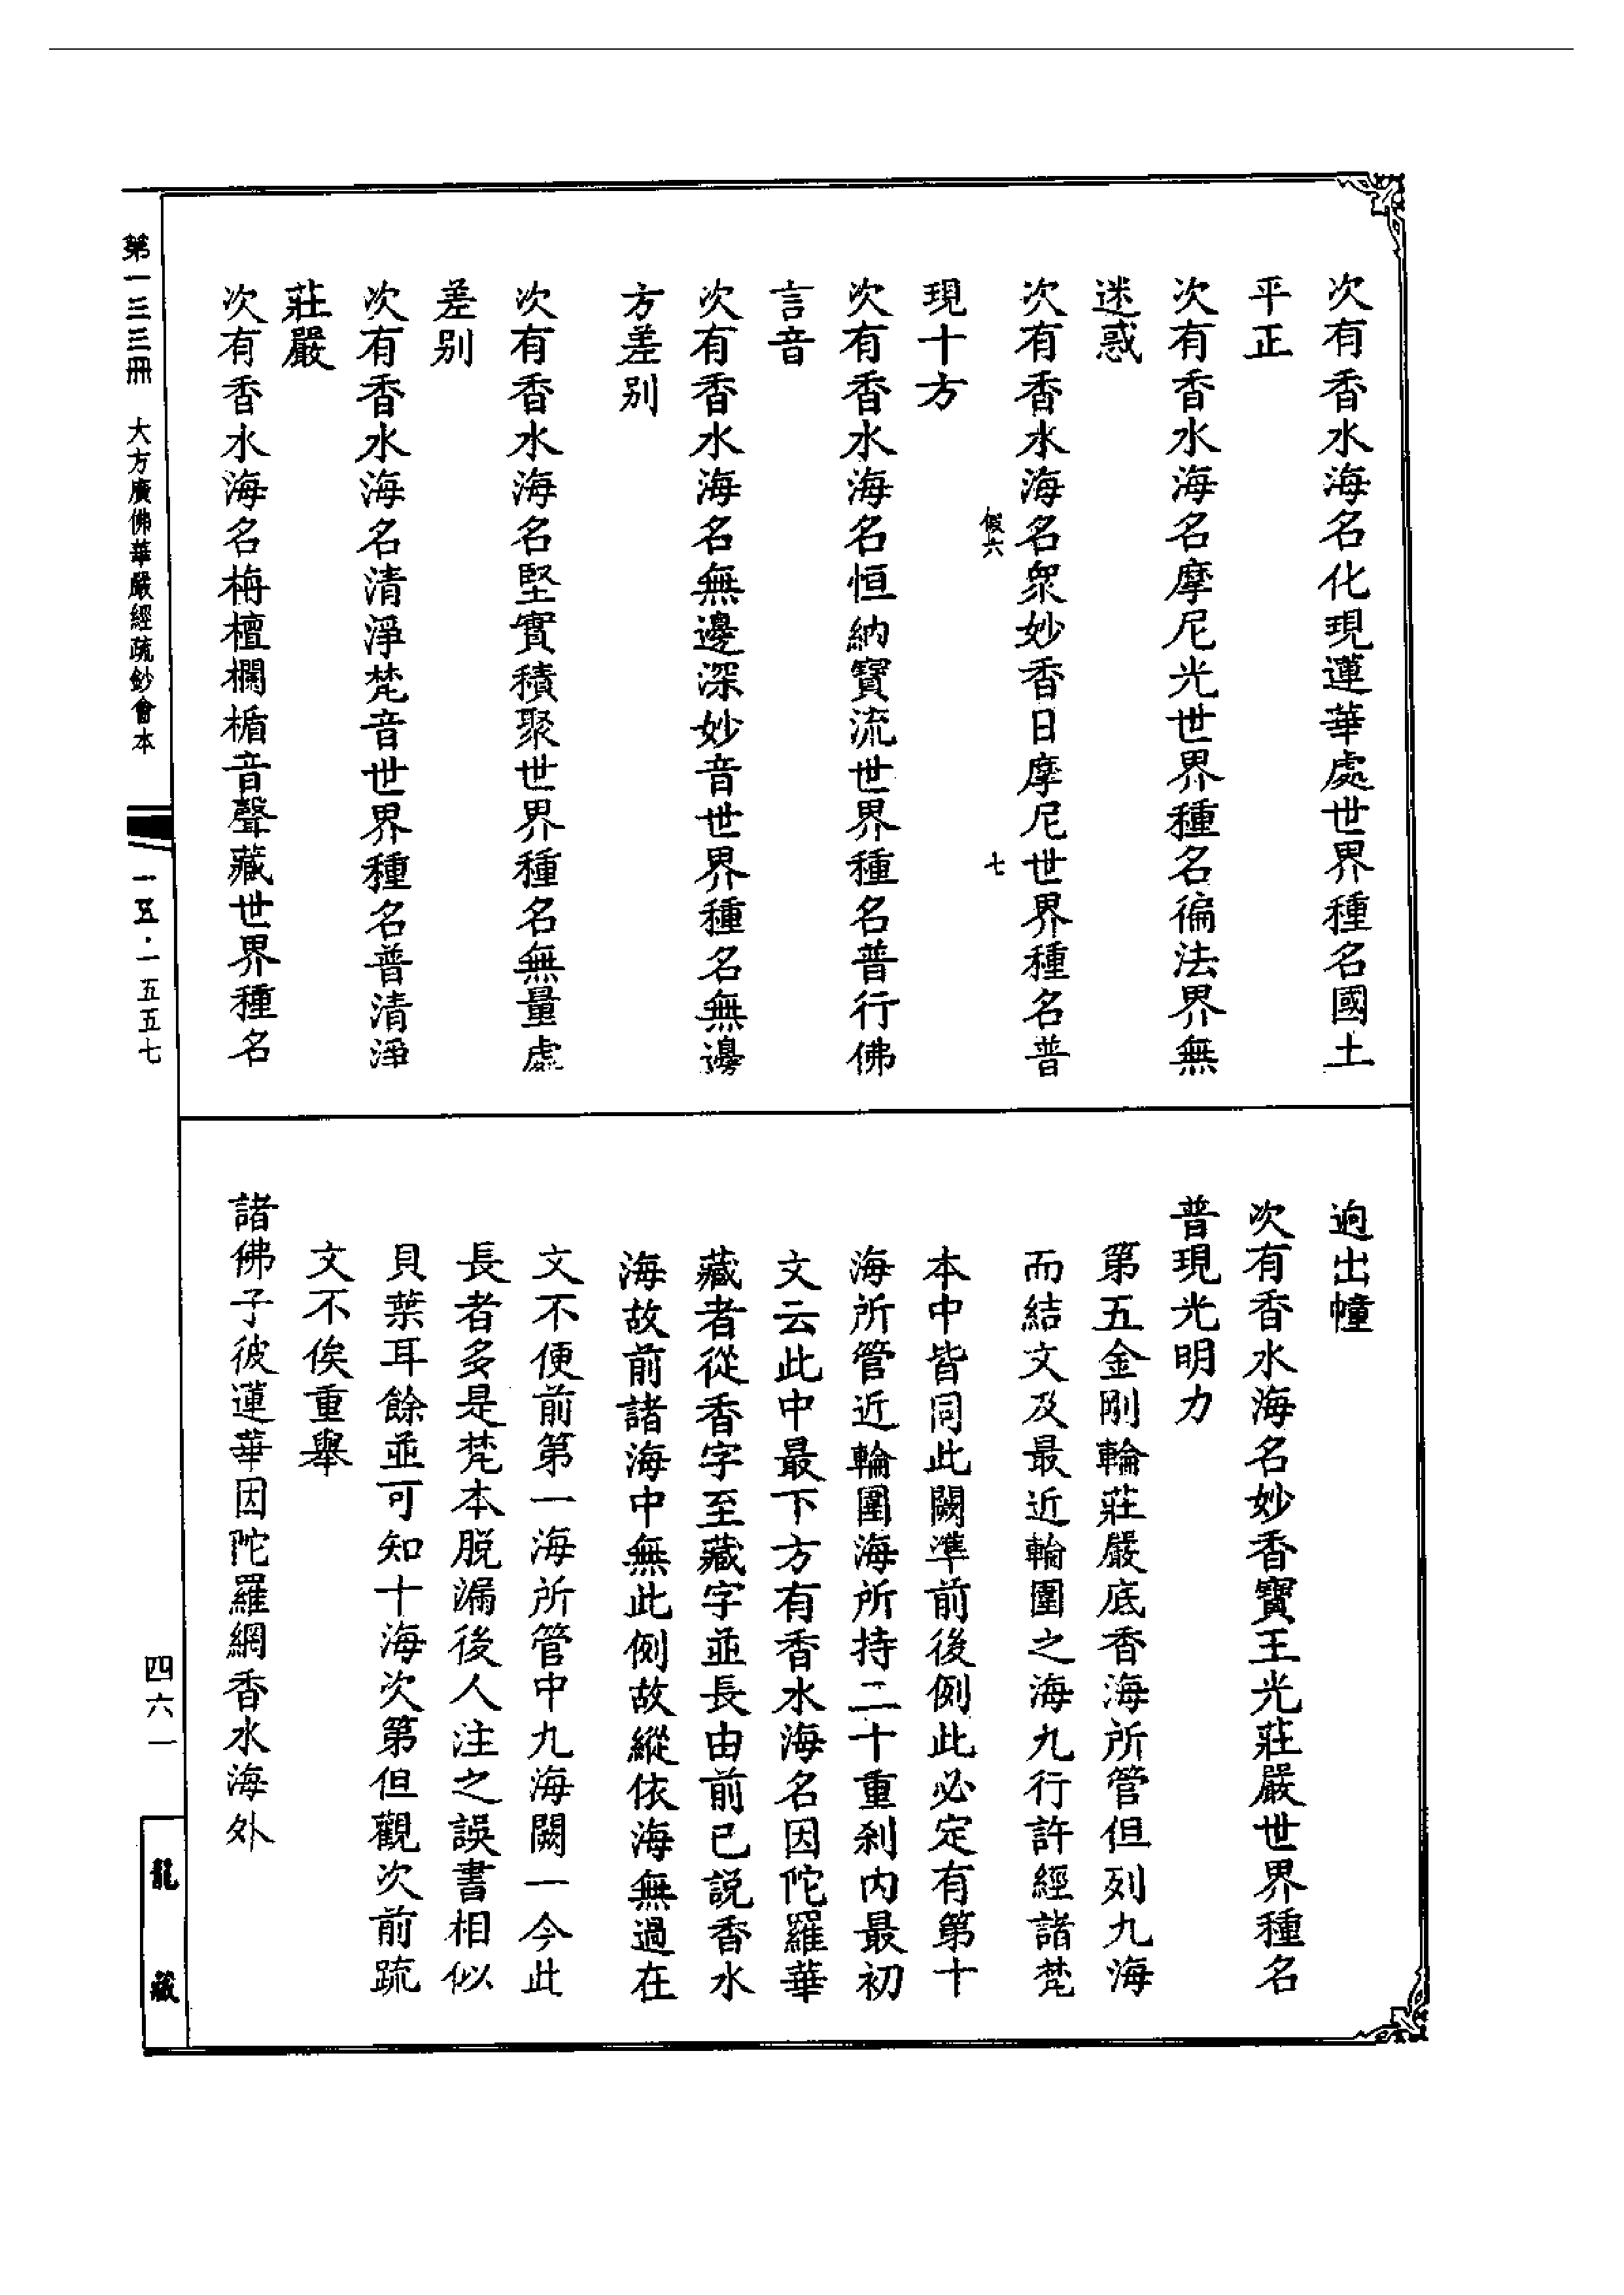 次有香水海名化現蓮華處世界種名國土
平正
次有香水海名摩尼光世界種名徧法界無
迷惑
次有香水海名眾妙香日摩尼世界種名普
假六
七
現十方
次有香水海名恒納寶流世界種名普行佛
言音
次有香水海名無邊深妙音世界種名無邊
方差別
次有香水海名堅實積聚世界種名無量處
差別
次有香水海名清淨梵音世界種名普清淨
莊嚴
次有香水海名栴檀欄楯音聲藏世界種名
逈出幢
次有香水海名妙香寶王光莊嚴世界種名
普現光明力
第五金剛輪莊嚴底香海所管但列九海
而結文及最近輪圍之海九行許經諸梵
本中皆同此闕準前後例此必定有第十
海所管近輪圍海所持二十重剎內最初
文云此中最下方有香水海名因陀羅華
藏者從香字至藏字並長由前已說香水
海故前諸海中無此例故縱依海無過在
文不便前第一海所管中九海闕一今此
長者多是梵本脫漏後人注之誤書相似
貝葉耳餘並可知十海次第但觀次前疏
文不俟重舉
諸佛子彼蓮華因陀羅網香水海外
第一三三冊 大方廣佛華嚴經疏鈔會本
一五·一五五七
四六一
龍藏